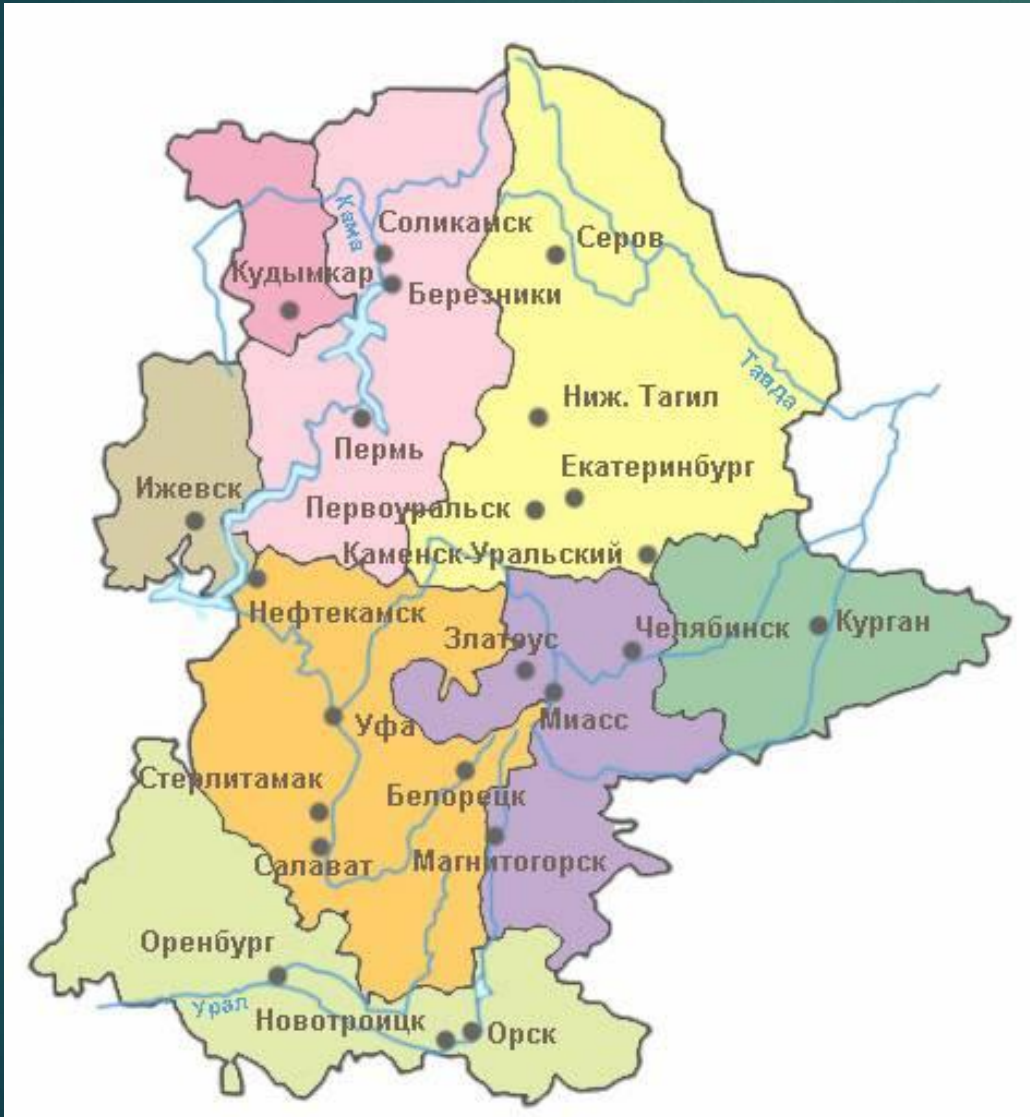 Соликамск
Кама
Серов
Кудымкар
Березники
Тавда
Ниж. Тагил
Пермь
Екатеринбург
Ижевск
Первоуральск
Каменск-Уральский
Нефтекамск
Златоус
Челябинск
Курган
Уфа
Миасс
Стерлитамак
Белорецк
Салават
Магнитогорск
Оренбург
Урал
Новотроицк
Орск